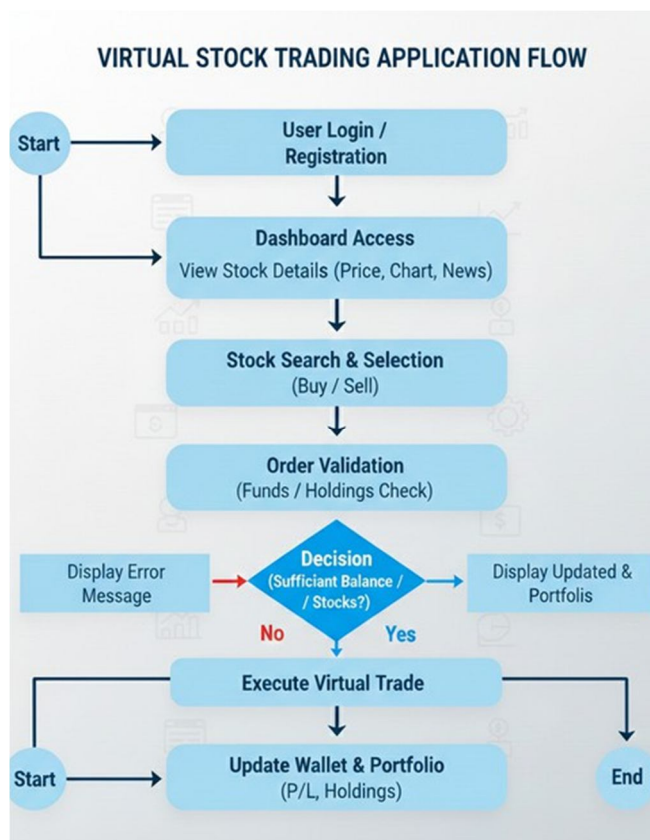 VIRTUAL STOCK TRADING APPLICATION FLOW
Start
User Login /
Registration
Dashboard Access
View Stock Details (Price, Chart, News)
Stock Search & Selection
(Buy / Sell)
Order Validation
(Funds / Holdings Check)
Display Error
Message
Decision
(Sufficiant Balance /
/ Stocks?)
Display Updated &
Portfolis
No
Yes
Execute Virtual Trade
Start
Update Wallet & Portfolio
(P/L, Holdings)
End